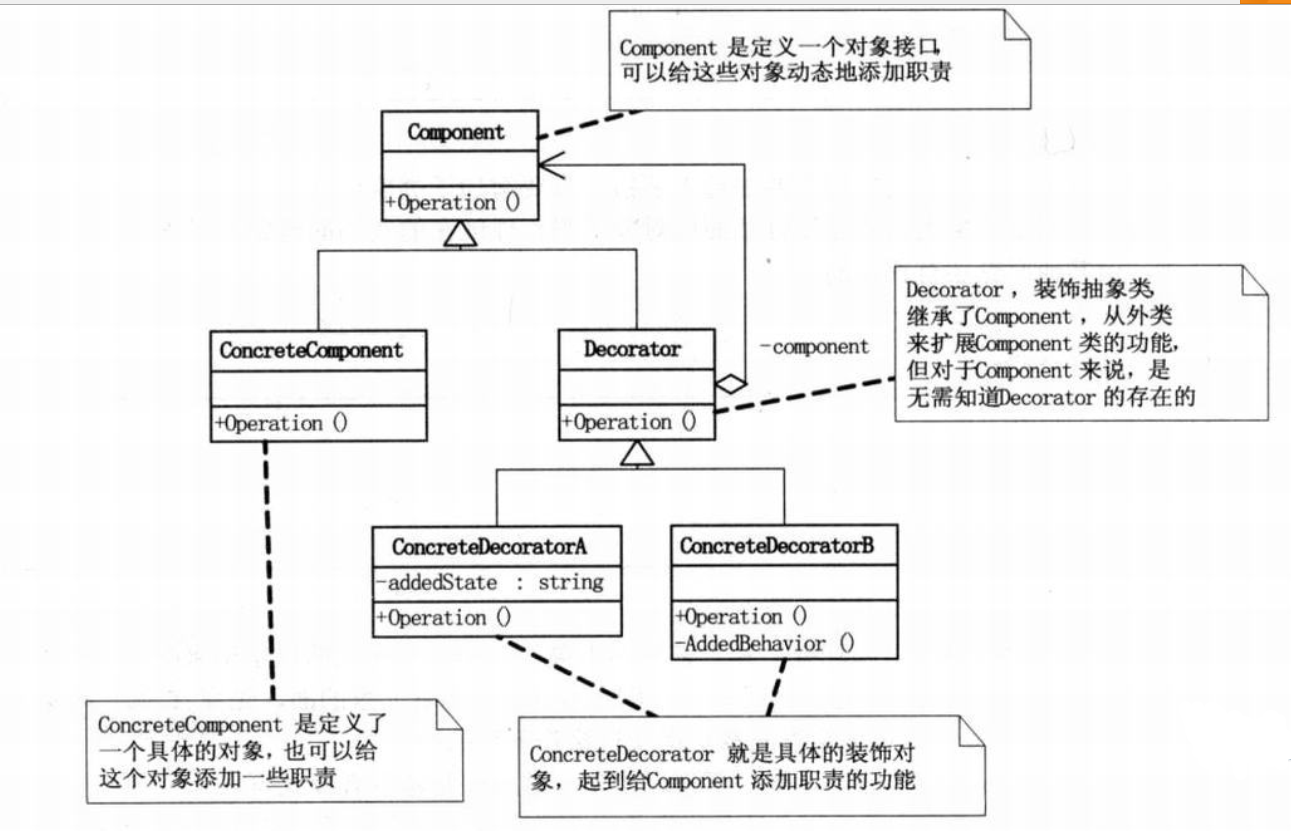 Component 是定义一个对象接口,
可以给这些对象动态地添加职责
Component
+Operation()
Decorator, 装饰抽象类,
继承了Component, 从外类
来扩展Component 类的功能,
但对于Component 来说, 是
无需知道Decorator 的存在的
ConcreteComponent
+Operation()
Decorator
+Operation()
-component
ConcreteDecoratorA
-addedState : string
+Operation()
ConcreteDecoratorB
+Operation()
-AddedBehavior()
ConcreteComponent 是定义了
一个具体的对象, 也可以给
这个对象添加一些职责
ConcreteDecorator 就是具体的装饰对
象, 起到给Component 添加职责的功能